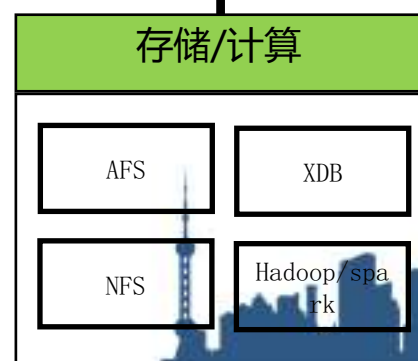 存储/计算
AFS
XDB
NFS
Hadoop/spa
rk